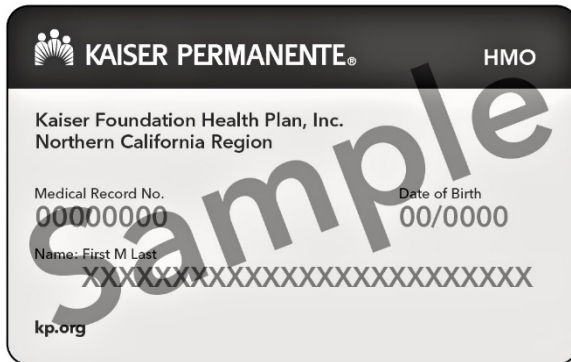 KAISER PERMANENTE®
HMO
Kaiser Foundation Health Plan, Inc.
Northern California Region
Medical Record No. Date of Birth
00000000 00/0000
Name: First M Last
XXXXXXXXXXXXXXXXXXXXXXXXXX
kp.org
Sample